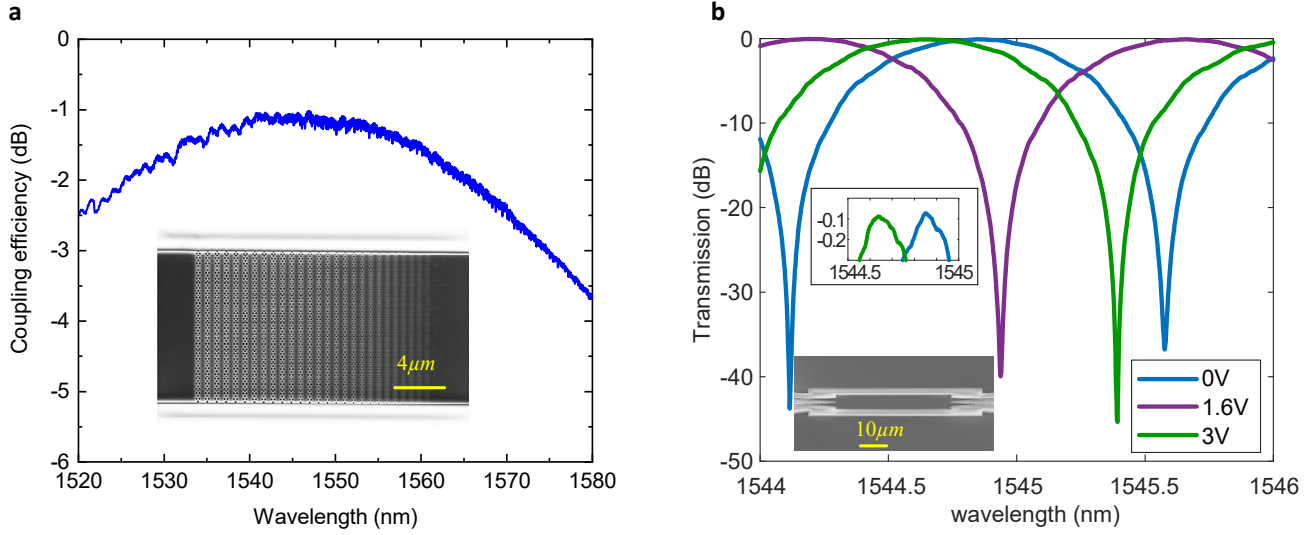 a
0
-1
-2
-3
-4
-5
-6
Coupling efficiency (dB)
4μm
1520 1530 1540 1550 1560 1570 1580
Wavelength (nm)
b
0
-10
-20
-30
-40
-50
Transmission (dB)
-0.1
-0.2
1544.5 1545
10μm
0V
1.6V
3V
1544 1544.5 1545 1545.5 1546
wavelength (nm)